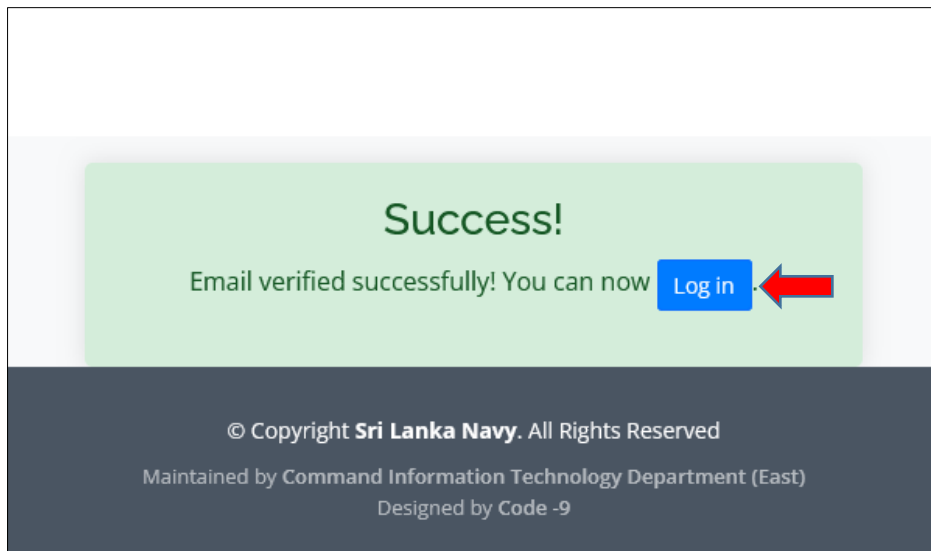 Success!
Email verified successfully! You can now Log in .
© Copyright Sri Lanka Navy. All Rights Reserved
Maintained by Command Information Technology Department (East)
Designed by Code -9